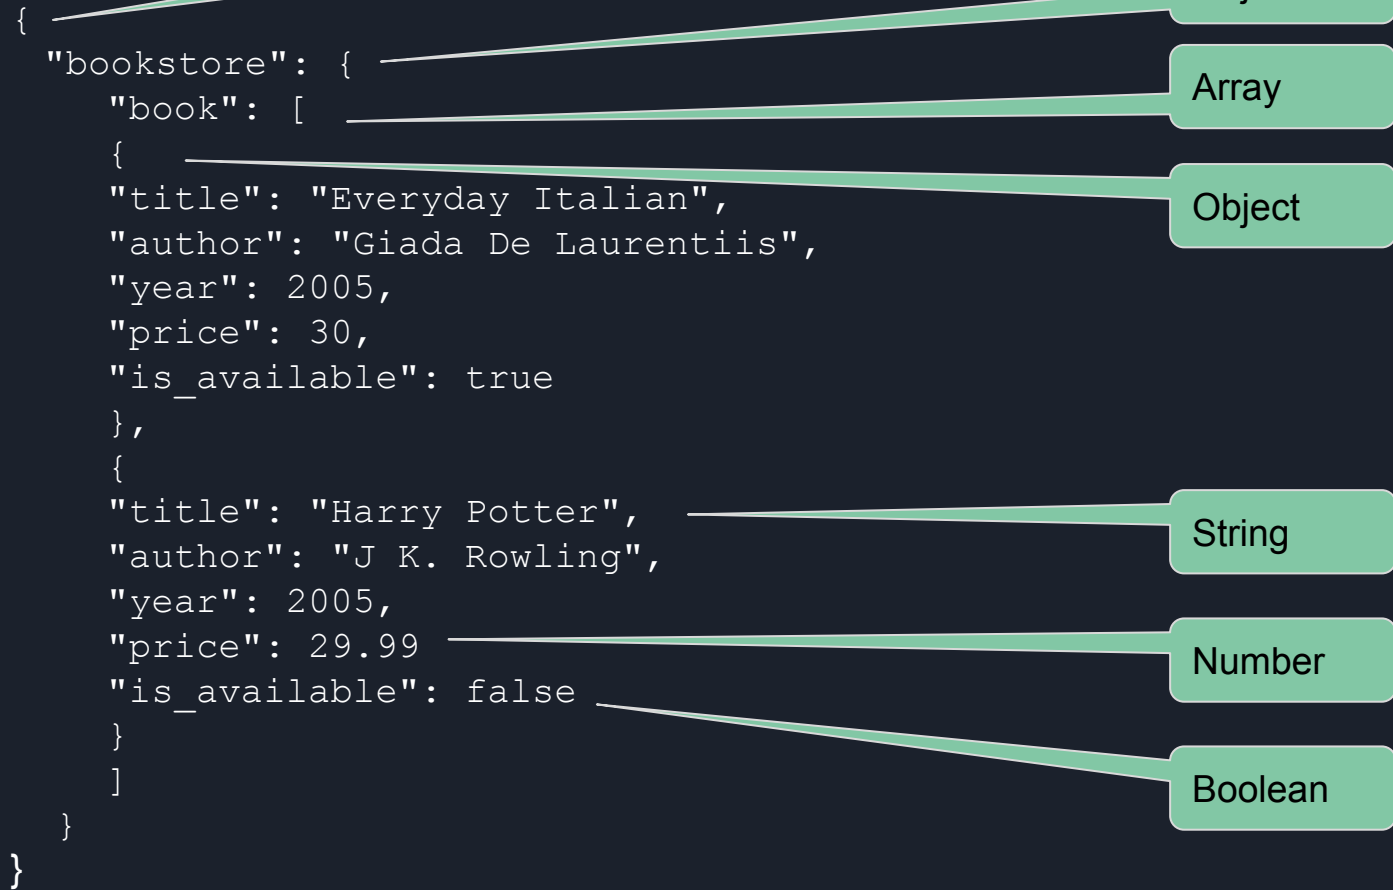 {
"bookstore": {
"book": [
{
"title": "Everyday Italian",
"author": "Giada De Laurentiis",
"year": 2005,
"price": 30,
"is_available": true
},
{
"title": "Harry Potter",
"author": "J K. Rowling",
"year": 2005,
"price": 29.99
"is_available": false
}
]
}
}
Array
Object
String
Number
Boolean